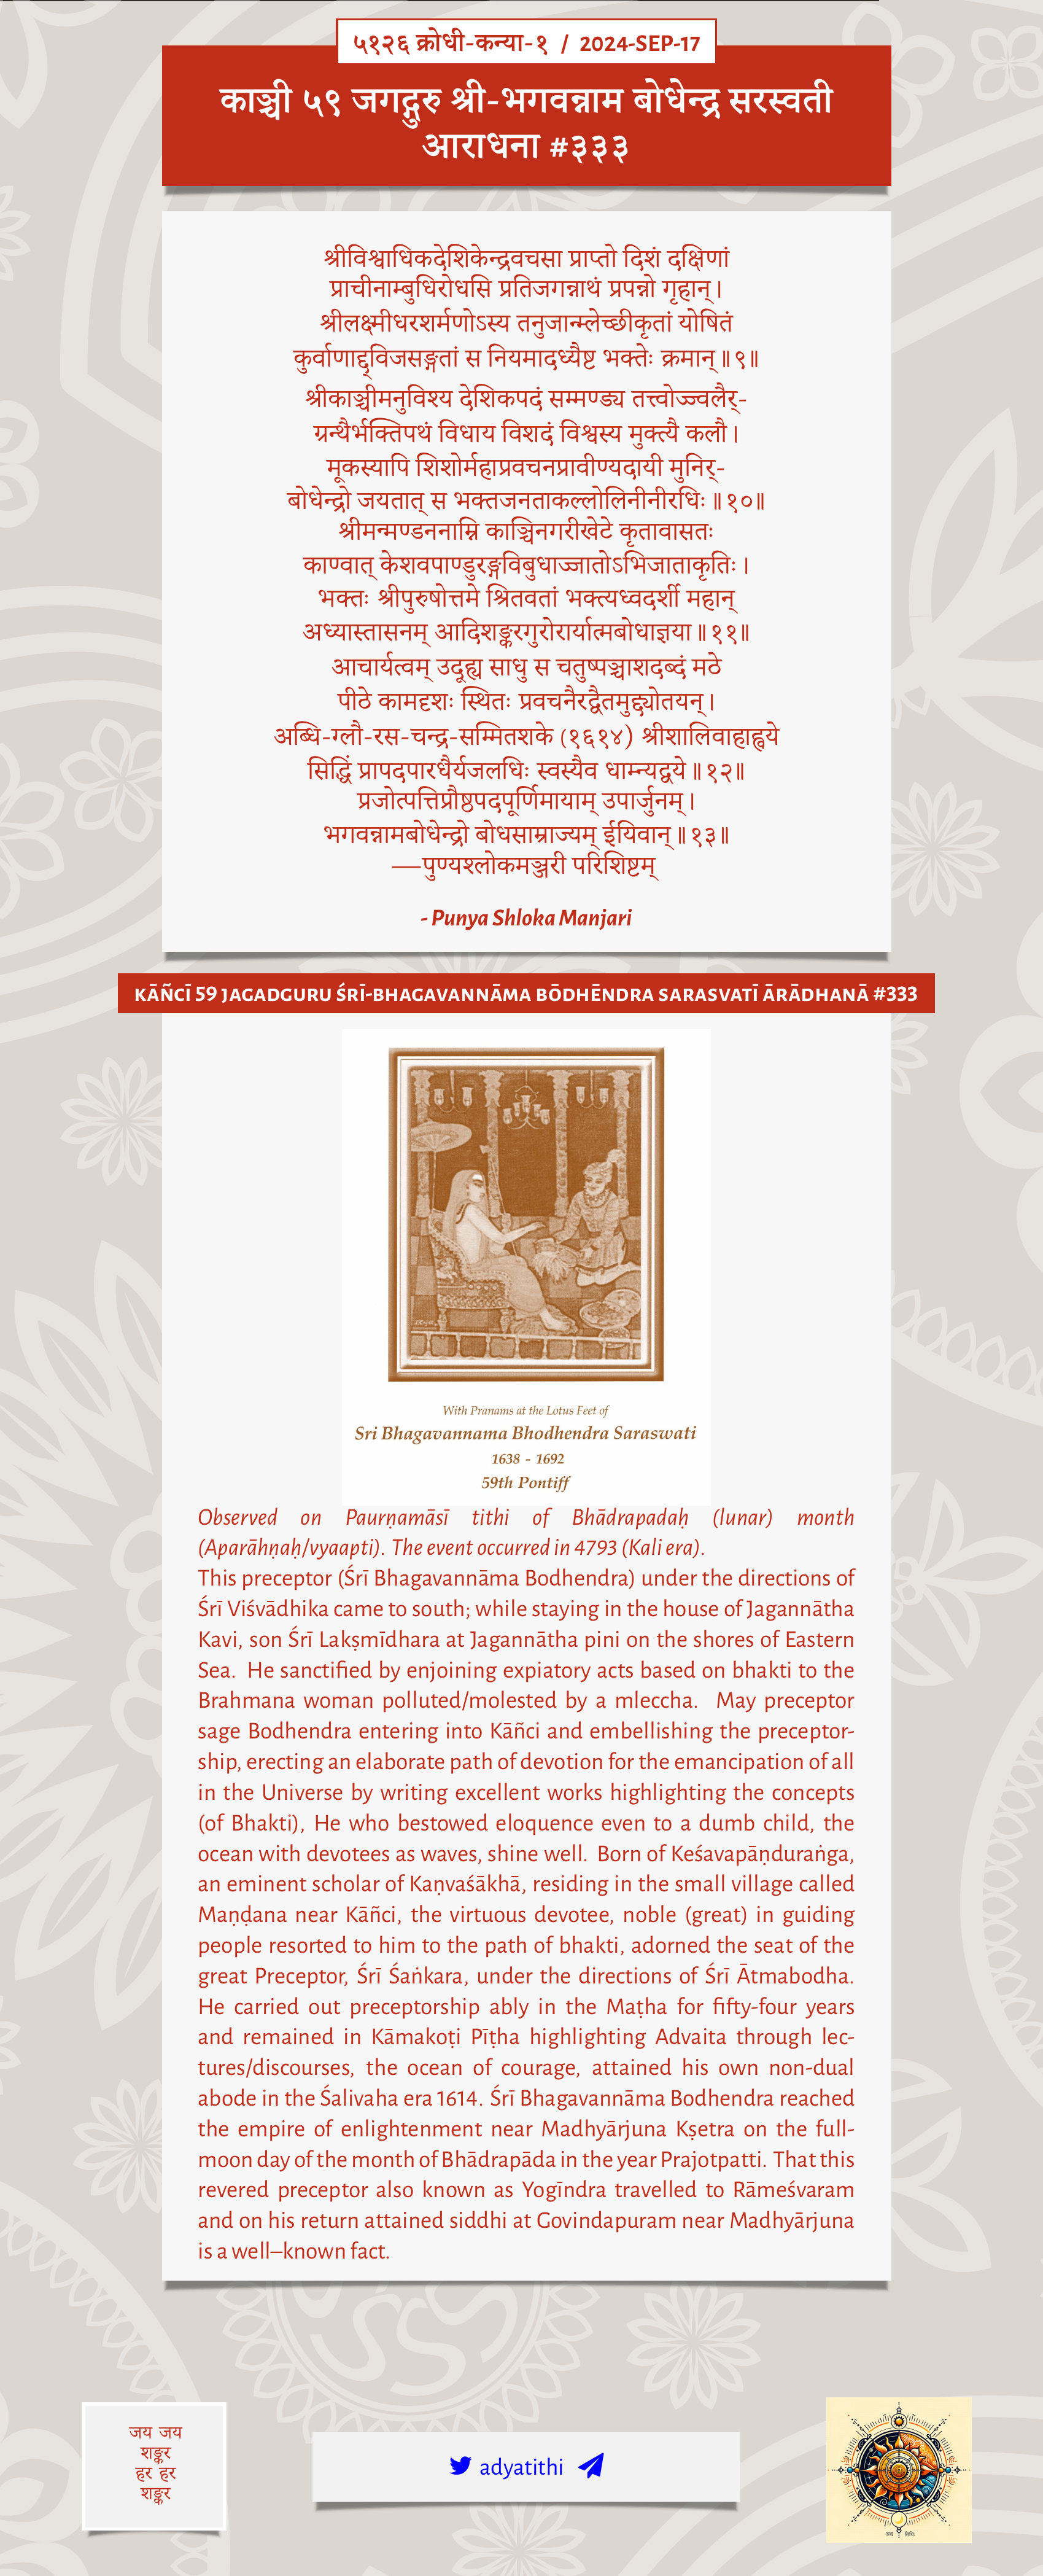 ५१२६ क्रोधी-कन्या-१ / 2024-SEP-17
काञ्ची ५९ जगद्गुरु श्री-भगवन्नाम बोधेन्द्र सरस्वती
आराधना #३३३
श्रीविश्वाधिकदेशिकेन्द्रवचसा प्राप्तो दिशं दक्षिणां
प्राचीनाम्बुधिरोधसि प्रतिजगन्नाथं प्रपन्नो गृहान्।
श्रीलक्ष्मीधरशर्मणोऽस्य तनुजान्म्लेच्छीकृतां योषितं
कुर्वाणाद्द्विजसङ्गतां स नियमादध्यैष्ट भक्तेः क्रमान्॥९॥
श्रीकाञ्चीमनुविश्य देशिकपदं सम्मण्ड्य तत्त्वोज्ज्वलैर्-
ग्रन्थैर्भक्तिपथं विधाय विशदं विश्वस्य मुक्त्यै कलौ।
मूकस्यापि शिशोर्महाप्रवचनप्रावीण्यदायी मुनिर्-
बोधेन्द्रो जयतात् स भक्तजनताकल्लोलिनीनीरधिः॥१०॥
श्रीमन्मण्डननाम्नि काञ्चिनगरीखेटे कृतावासतः
काण्वात् केशवपाण्डुरङ्गविबुधाज्जातोऽभिजाताकृतिः।
भक्तः श्रीपुरुषोत्तमे श्रितवतां भक्त्यध्वदर्शी महान्
अध्यास्तासनम् आदिशङ्करगुरोरार्यात्मबोधाज्ञया॥११॥
आचार्यत्वम् उदूह्य साधु स चतुष्पञ्चाशदब्दं मठे
पीठे कामदृशः स्थितः प्रवचनैरद्वैतमुद्द्योतयन्।
अब्धि-ग्लौ-रस-चन्द्र-सम्मितशके (१६१४) श्रीशालिवाहाह्वये
सिद्धिं प्रापदपारधैर्यजलधिः स्वस्यैव धाम्न्यद्वये॥१२॥
प्रजोत्पत्तिप्रौष्ठपदपूर्णिमायाम् उपार्जुनम्।
भगवन्नामबोधेन्द्रो बोधसाम्राज्यम् ईयिवान्॥१३॥
—पुण्यश्लोकमञ्जरी परिशिष्टम्
- Punya Shloka Manjari
KĀÑCĪ 59 JAGADGURU ŚRĪ-BHAGAVANNĀMA BŌDHĒNDRA SARASVATĪ ĀRĀDHANĀ #333
With Pranams at the Lotus Feet of
Sri Bhagavannama Bhodhendra Saraswati
1638 - 1692
59th Pontiff
Observed on Paurṇamāsī tithi of Bhādrapadaḥ (lunar) month
(Aparāhṇaḥ/vyaapti). The event occurred in 4793 (Kali era).
This preceptor (Śrī Bhagavannāma Bodhendra) under the directions of
Śrī Viśvādhika came to south; while staying in the house of Jagannātha
Kavi, son Śrī Lakṣmīdhara at Jagannātha pini on the shores of Eastern
Sea. He sanctified by enjoining expiatory acts based on bhakti to the
Brahmana woman polluted/molested by a mleccha. May preceptor
sage Bodhendra entering into Kāñci and embellishing the preceptor-
ship, erecting an elaborate path of devotion for the emancipation of all
in the Universe by writing excellent works highlighting the concepts
(of Bhakti), He who bestowed eloquence even to a dumb child, the
ocean with devotees as waves, shine well. Born of Keśavapāṇduraṅga,
an eminent scholar of Kaṇvaśākhā, residing in the small village called
Maṇḍana near Kāñci, the virtuous devotee, noble (great) in guiding
people resorted to him to the path of bhakti, adorned the seat of the
great Preceptor, Śrī Śaṅkara, under the directions of Śrī Ātmabodha.
He carried out preceptorship ably in the Maṭha for fifty-four years
and remained in Kāmakoṭi Pīṭha highlighting Advaita through lec-
tures/discourses, the ocean of courage, attained his own non-dual
abode in the Śalivaha era 1614. Śrī Bhagavannāma Bodhendra reached
the empire of enlightenment near Madhyārjuna Kṣetra on the full-
moon day of the month of Bhādrapāda in the year Prajotpatti. That this
revered preceptor also known as Yogīndra travelled to Rāmeśvaram
and on his return attained siddhi at Govindapuram near Madhyārjuna
is a well–known fact.
जय जय
शङ्कर
हर हर
शङ्कर
adyatithi